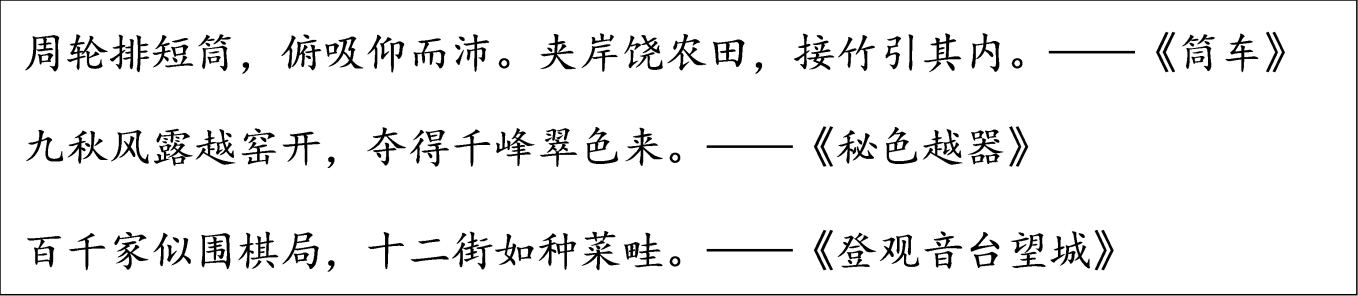 周轮排短筒，俯吸仰而沛。夹岸饶农田，接竹引其内。——《筒车》
九秋风露越窑开，夺得千峰翠色来。——《秘色越器》
百千家似围棋局，十二街如种菜畦。——《登观音台望城》